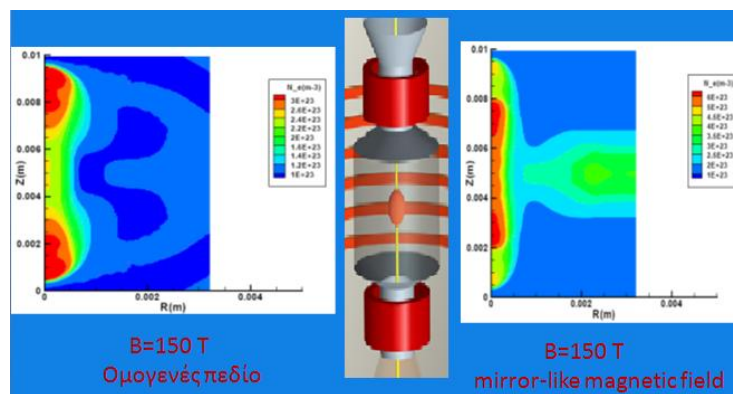 0.01
0.008
0.006
0.004
0.002
0
Z(m)
0
0.002
0.004
R(m)
N_e(m-3)
3E+23
2.6E+23
2.4E+23
2.2E+23
2E+23
1.6E+23
1.4E+23
1.2E+23
1E+23
B=150 T
Ομογενές πεδίο
0.01
0.008
0.006
0.004
0.002
0
Z(m)
0
0.002
0.004
R(m)
N_e(m-3)
6E+23
5E+23
4.5E+23
4E+23
3.5E+23
3E+23
2.5E+23
2E+23
1E+23
B=150 T
mirror-like magnetic field